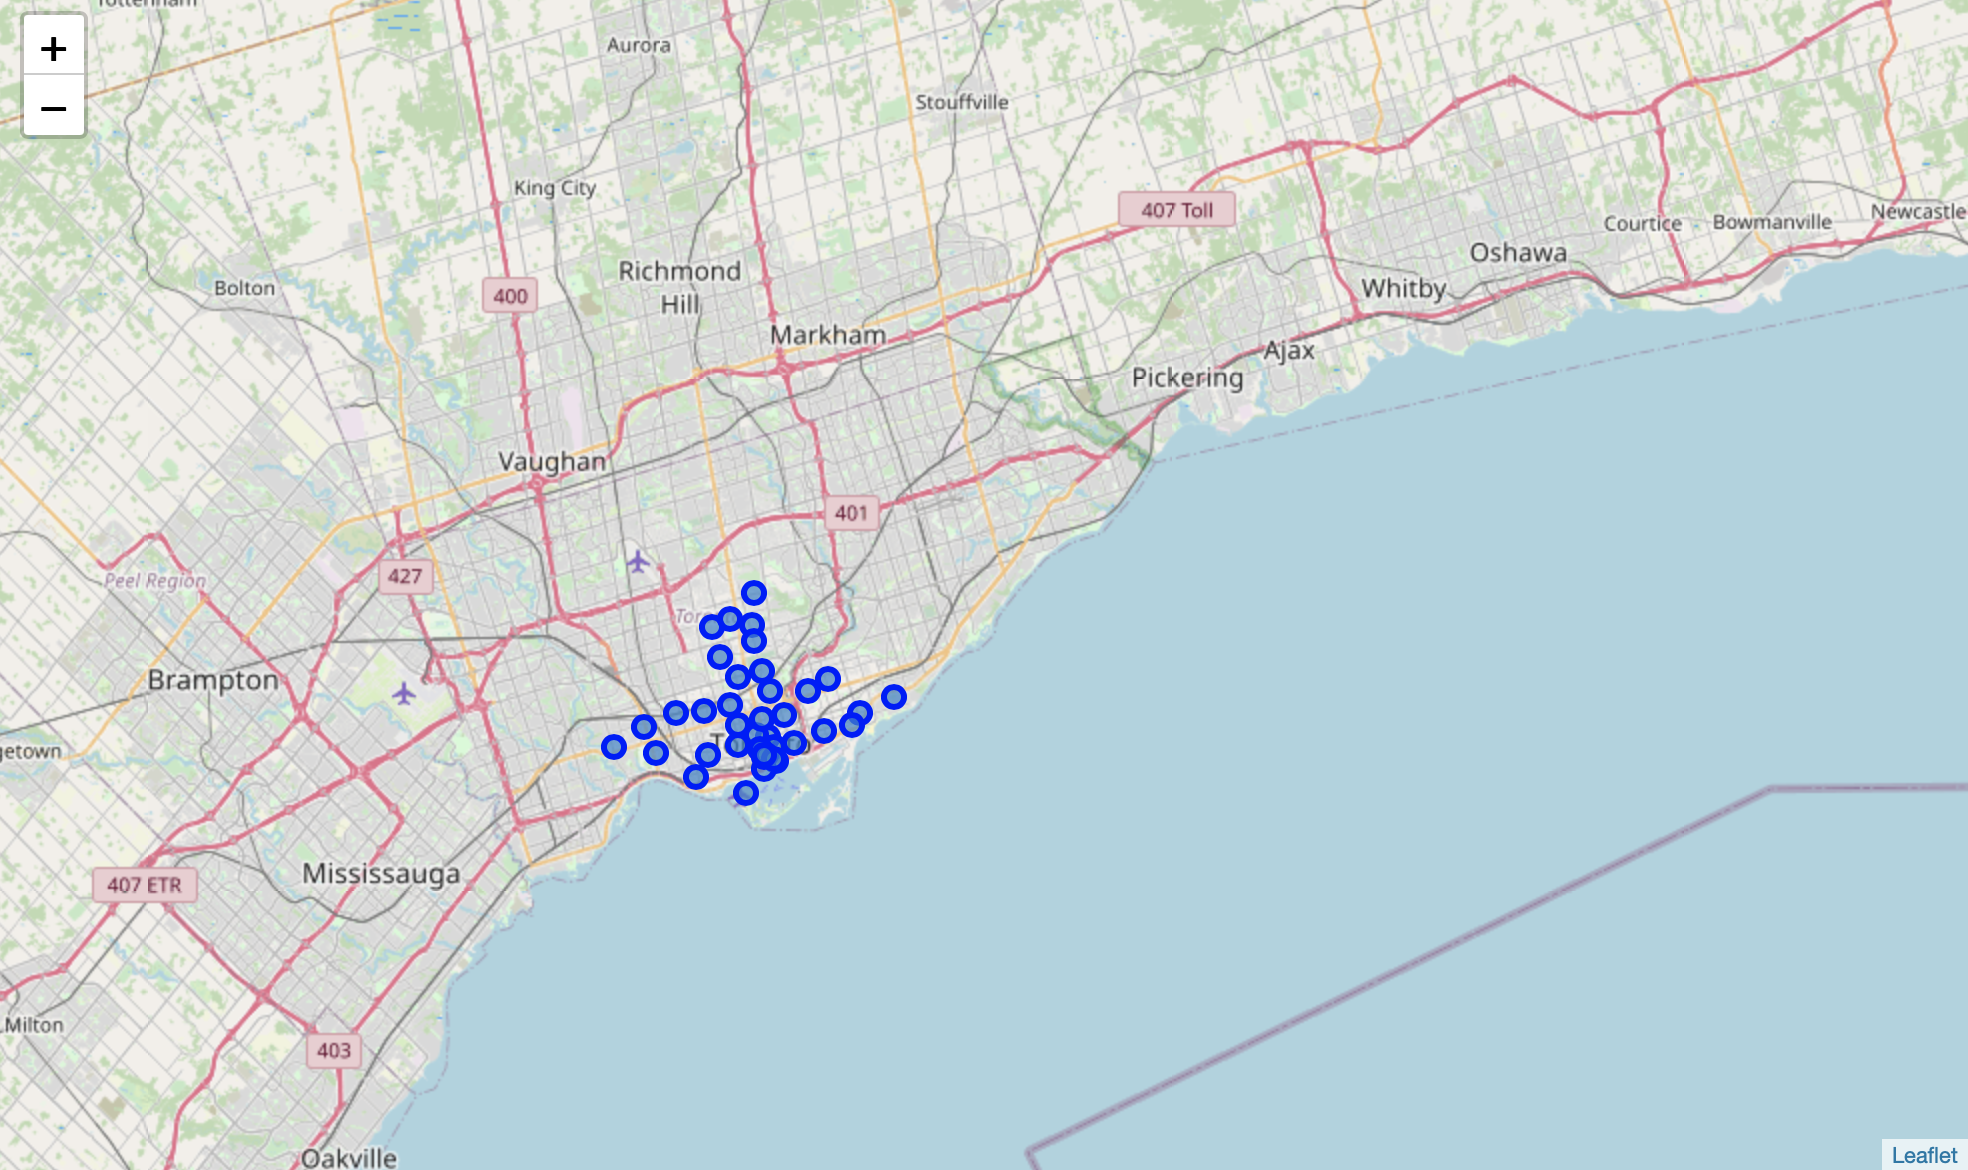 +
−
Aurora
Stouffville
King City
407 Toll
Courtice
Bowmanville
Newcastle
Oshawa
Richmond
Hill
Bolton
400
Whitby
Markham
Ajax
Pickering
Vaughan
401
427
Peel Region
Brampton
getown
Mississauga
407 ETR
Milton
403
Oakville
Leaflet